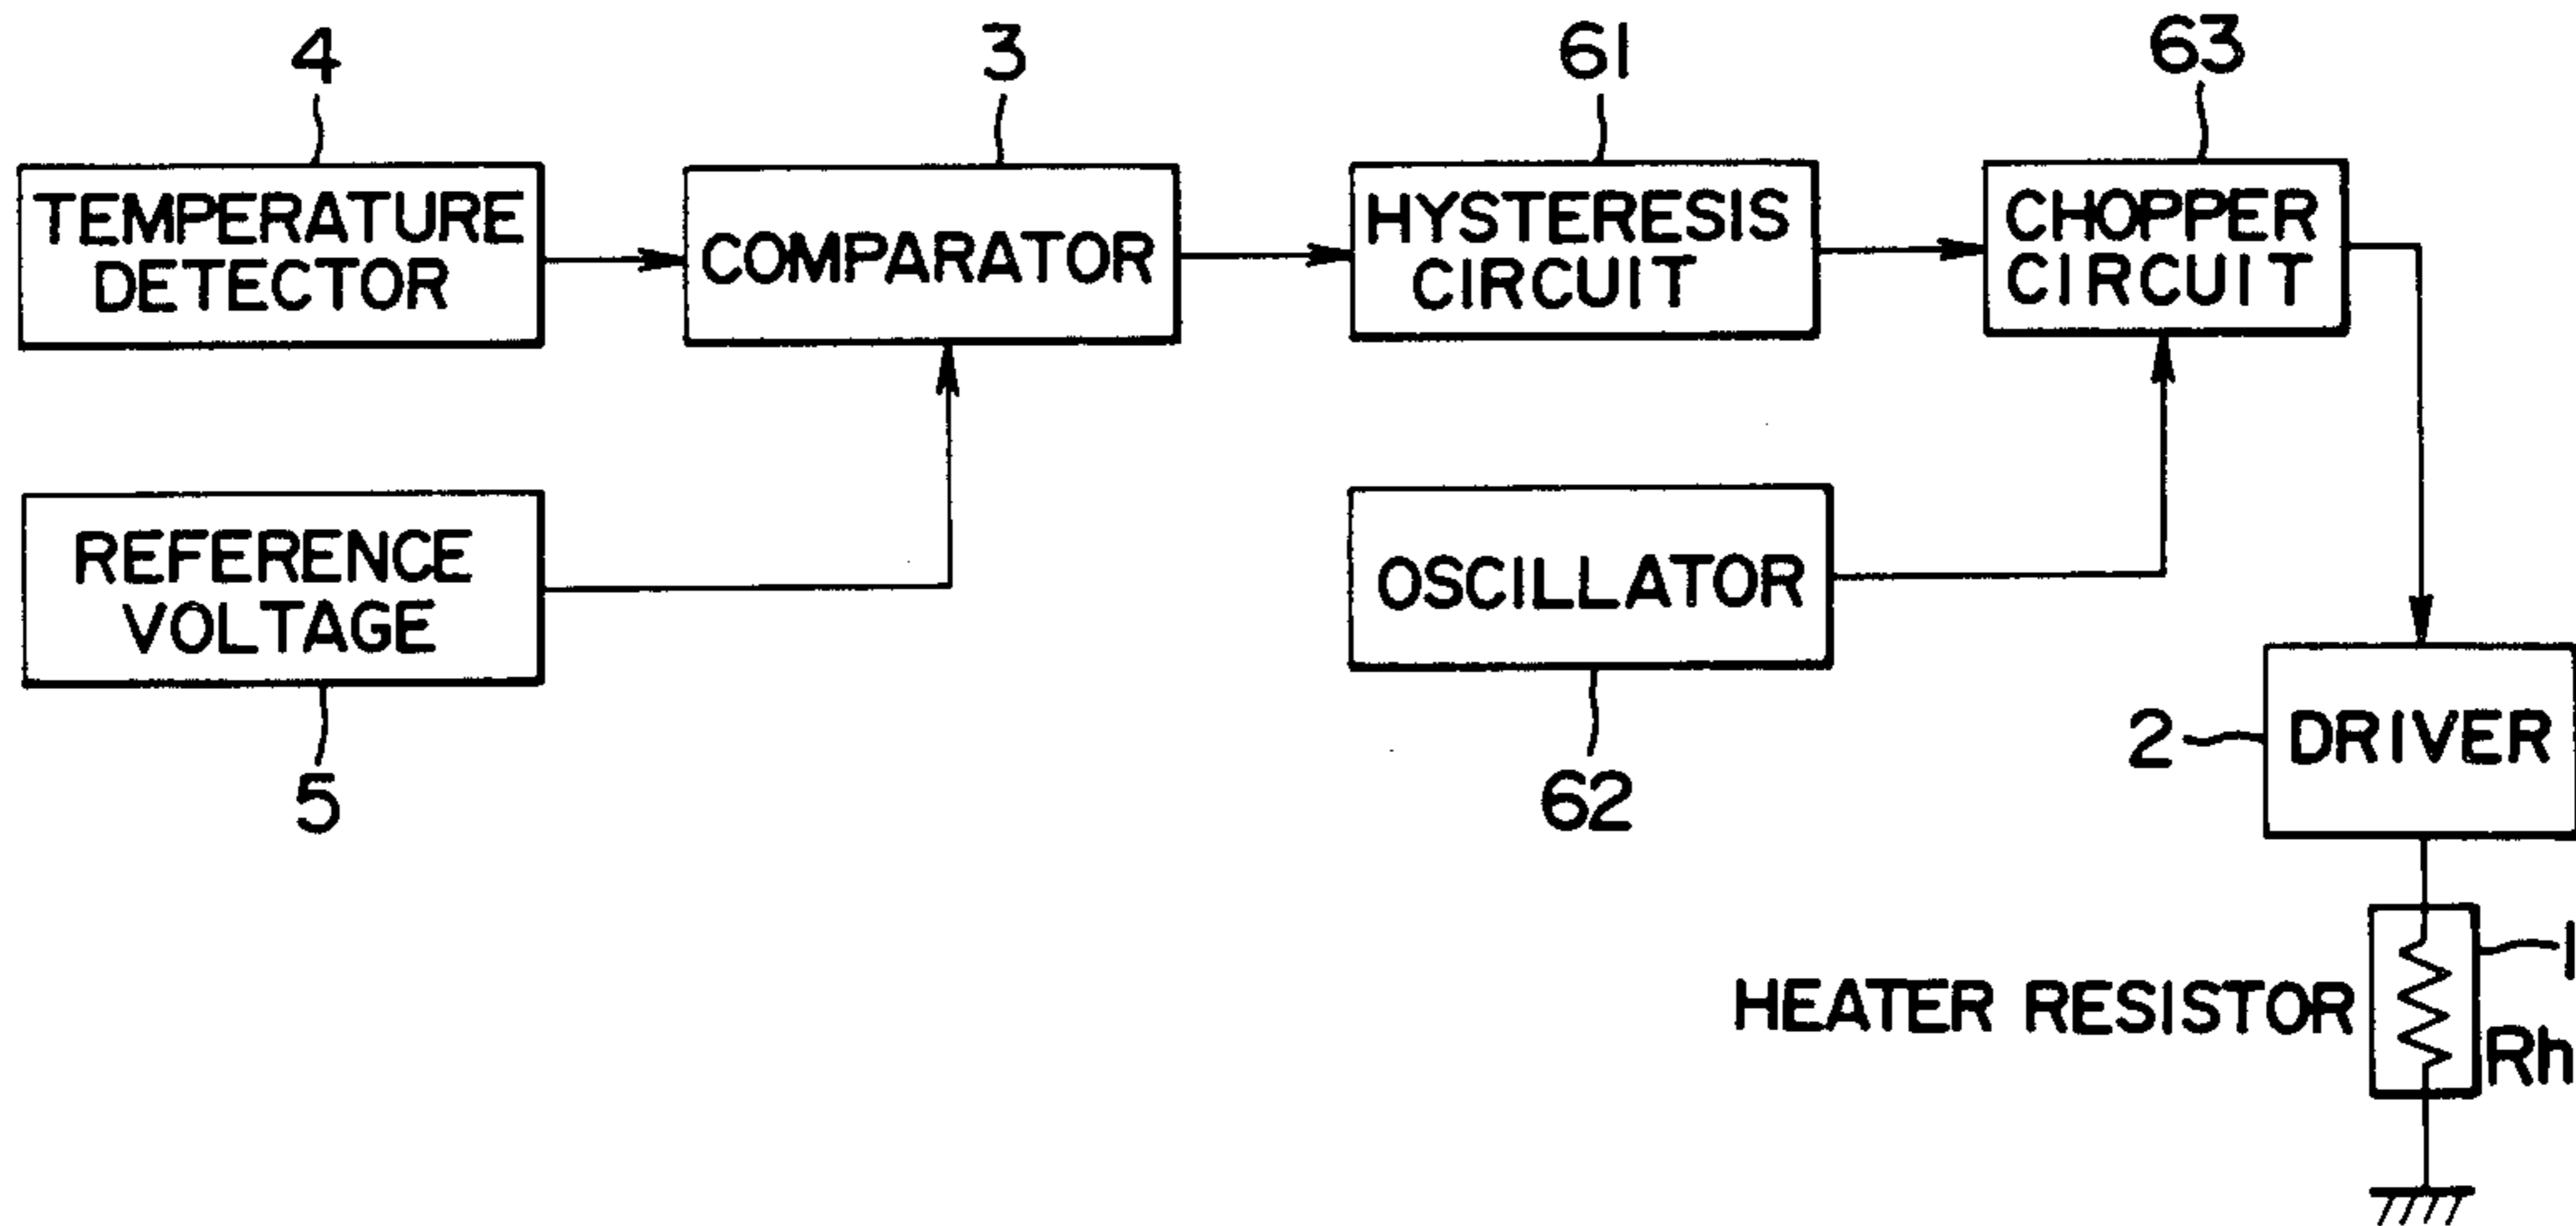 4
3
61
63
TEMPERATURE
DETECTOR
COMPARATOR
HYSTERESIS
CIRCUIT
CHOPPER
CIRCUIT
REFERENCE
VOLTAGE
OSCILLATOR
5
62
2
DRIVER
1
HEATER RESISTOR
Rh